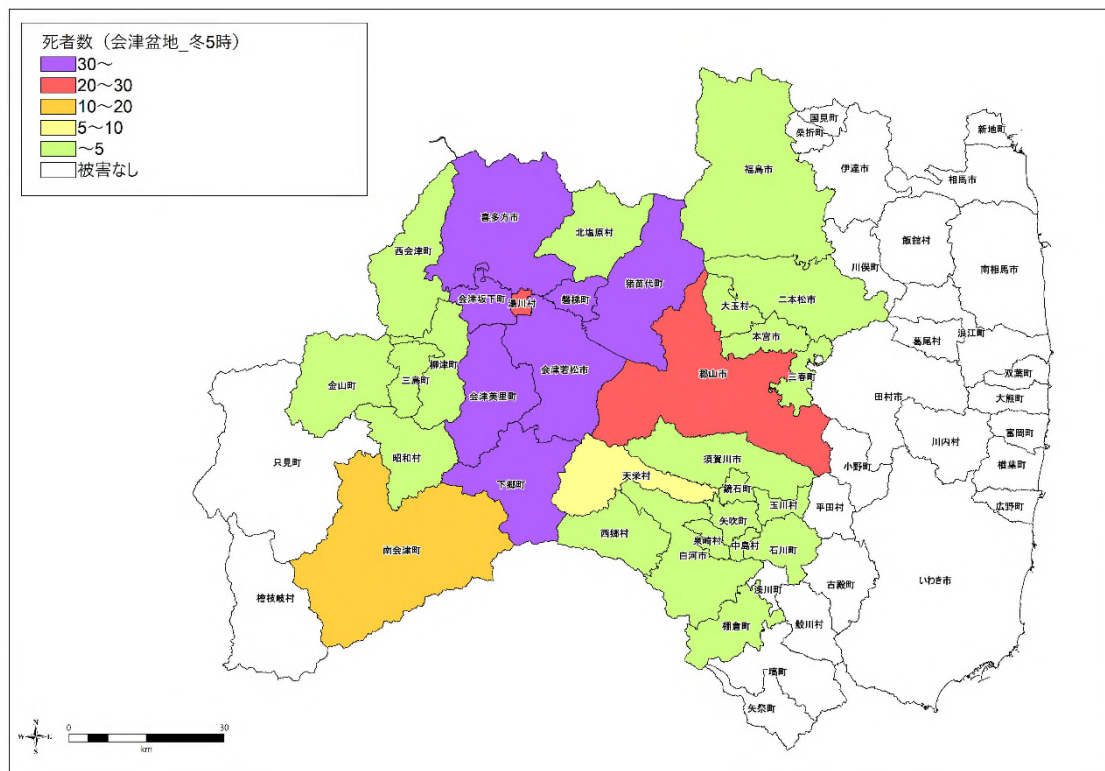 死者数（会津盆地_冬5時）
30～
20～30
10～20
5～10
～5
被害なし
国見町
桑折町
新地町
伊達市
相馬市
福島市
喜多方市
北塩原村
飯舘村
西会津町
川俣町
南相馬市
猪苗代町
会津坂下町
湯川村
磐梯町
大玉村
二本松市
本宮市
葛尾村
浪江町
柳津町
会津若松市
双葉町
三島町
郡山市
三春町
金山町
会津美里町
田村市
大熊町
富岡町
川内村
昭和村
須賀川市
只見町
小野町
楢葉町
下郷町
天栄村
鏡石町
玉川村
平田村
広野町
矢吹町
西郷村
泉崎村
中島村
南会津町
白河市
石川町
いわき市
古殿町
浅川町
檜枝岐村
鮫川村
棚倉町
塙町
矢祭町
N
W
E
S
0
30
km